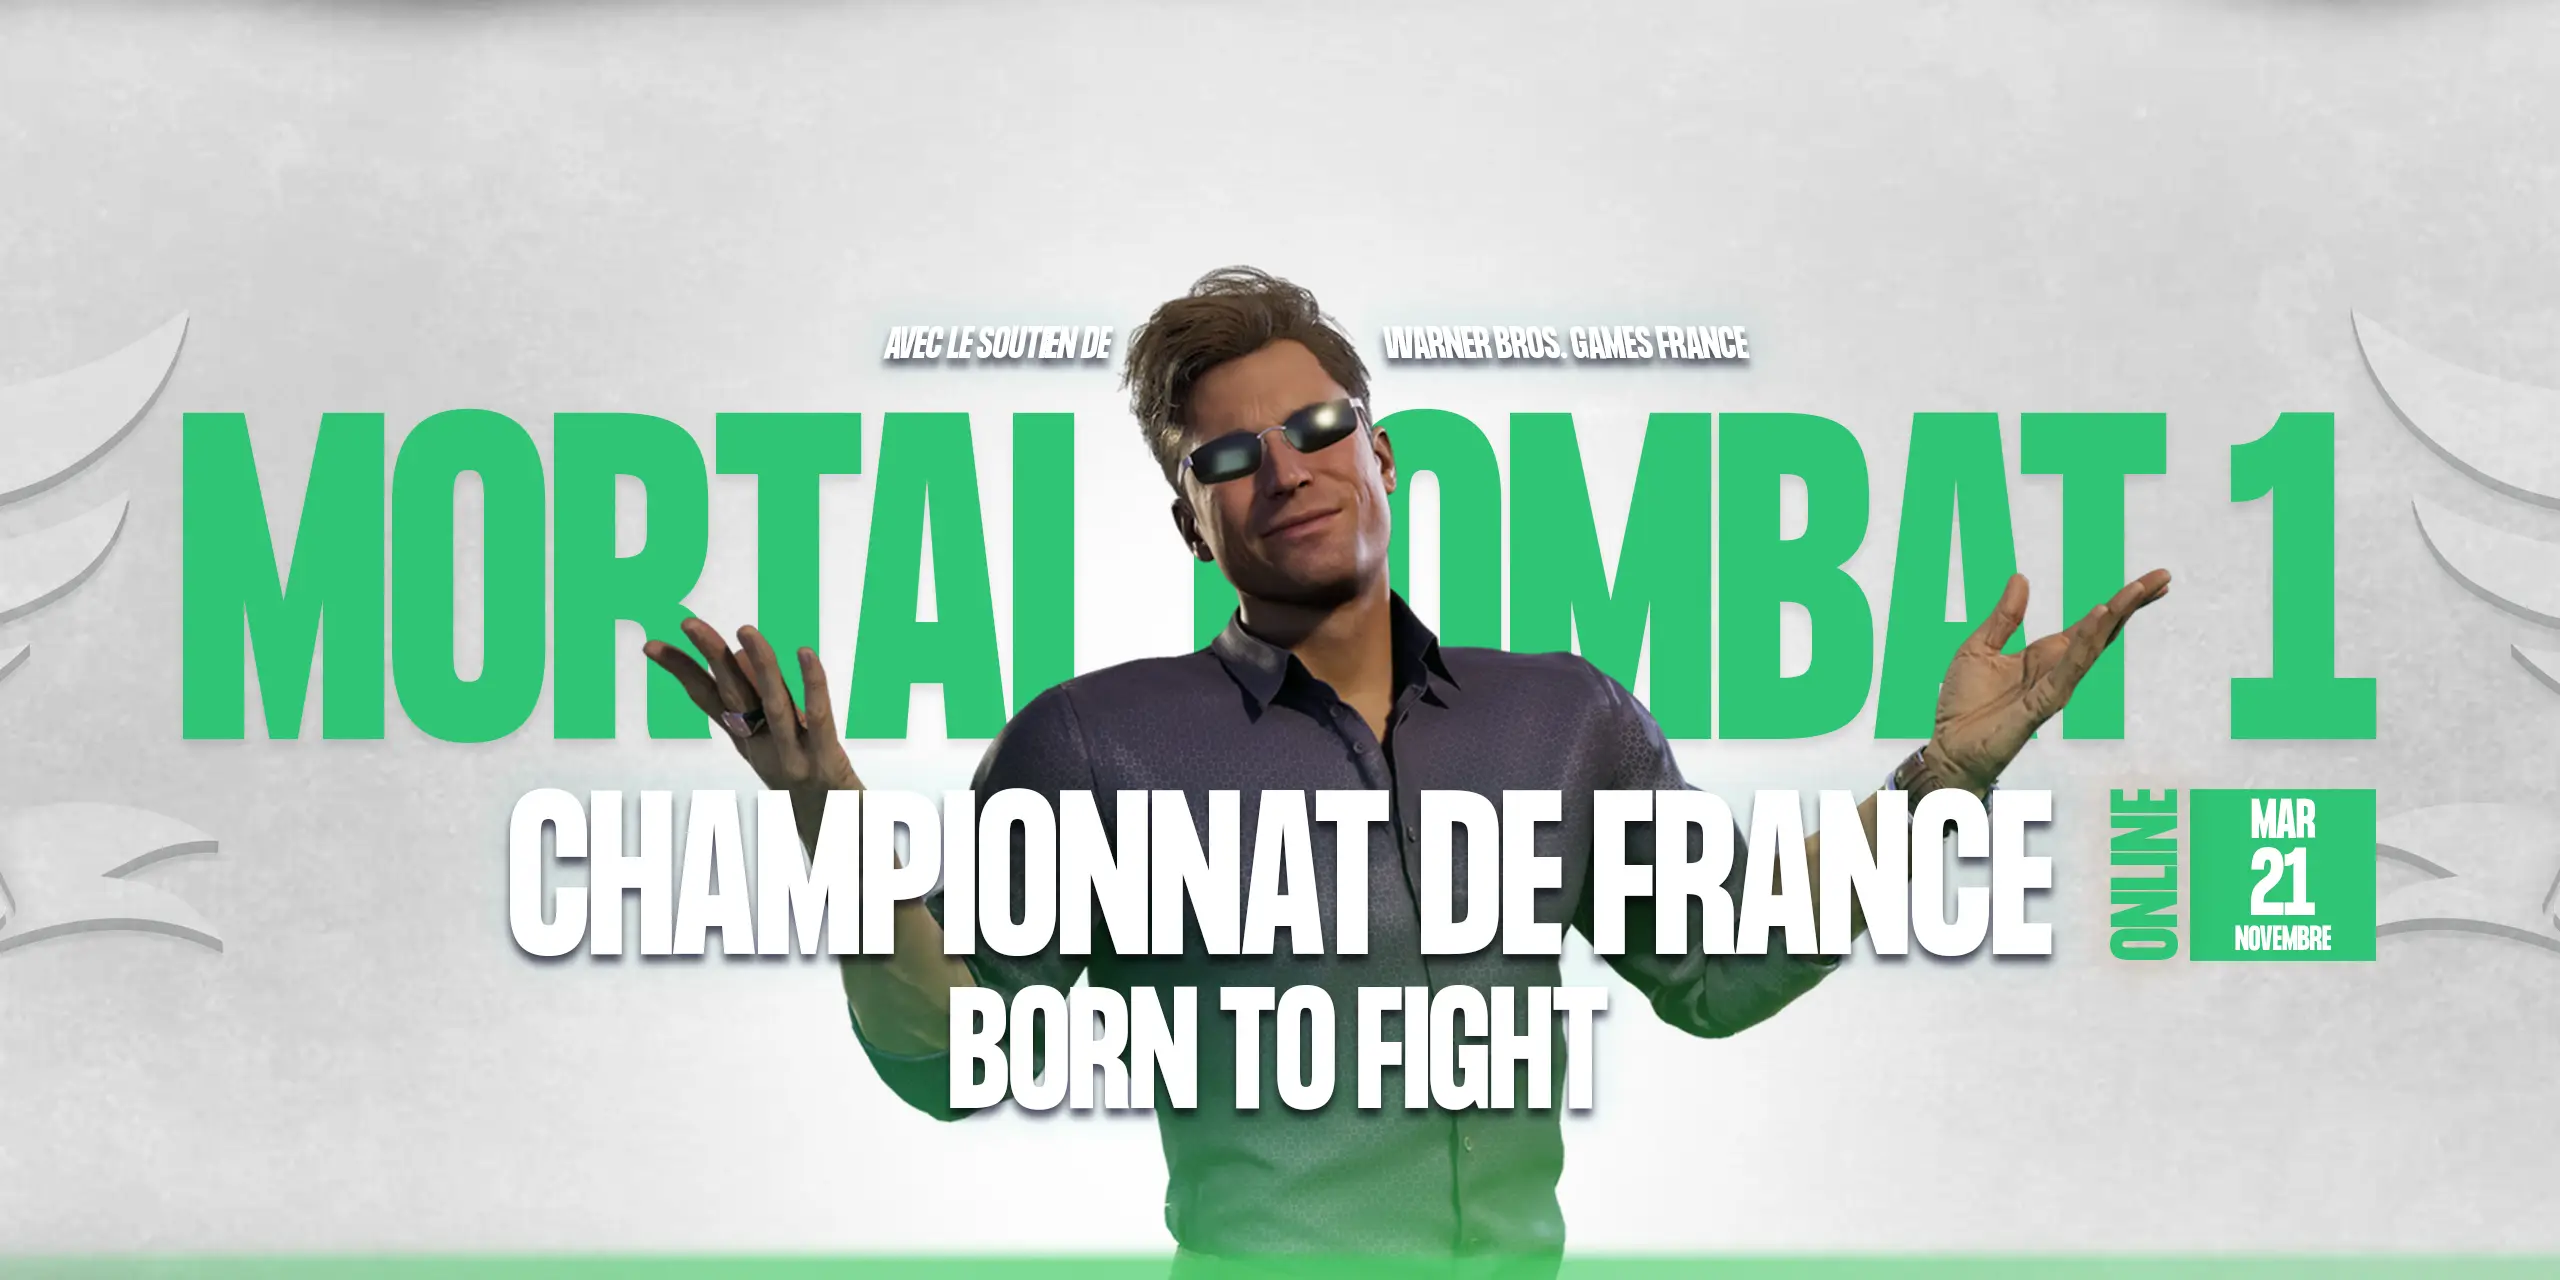 AVEC LE SOUTIEN DE WARNER BROS. GAMES FRANCE
MORTAL KOMBAT 1
CHAMPIONNAT DE FRANCE
BORN TO FIGHT
ONLINE
MAR
21
NOVEMBRE